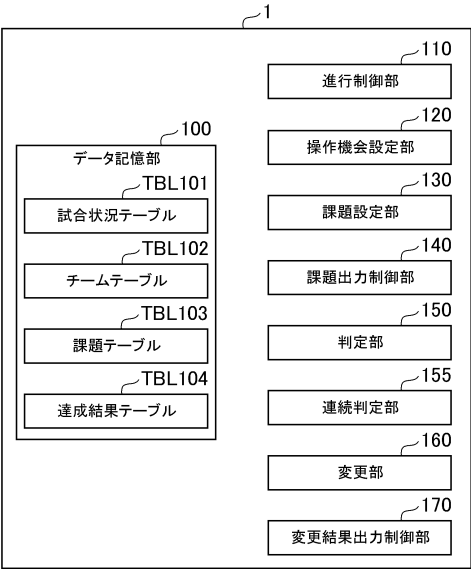 1
100
データ記憶部
TBL101
試合状況テーブル
TBL102
チームテーブル
TBL103
課題テーブル
TBL104
達成結果テーブル
110
進行制御部
120
操作機会設定部
130
課題設定部
140
課題出力制御部
150
判定部
155
連続判定部
160
変更部
170
変更結果出力制御部